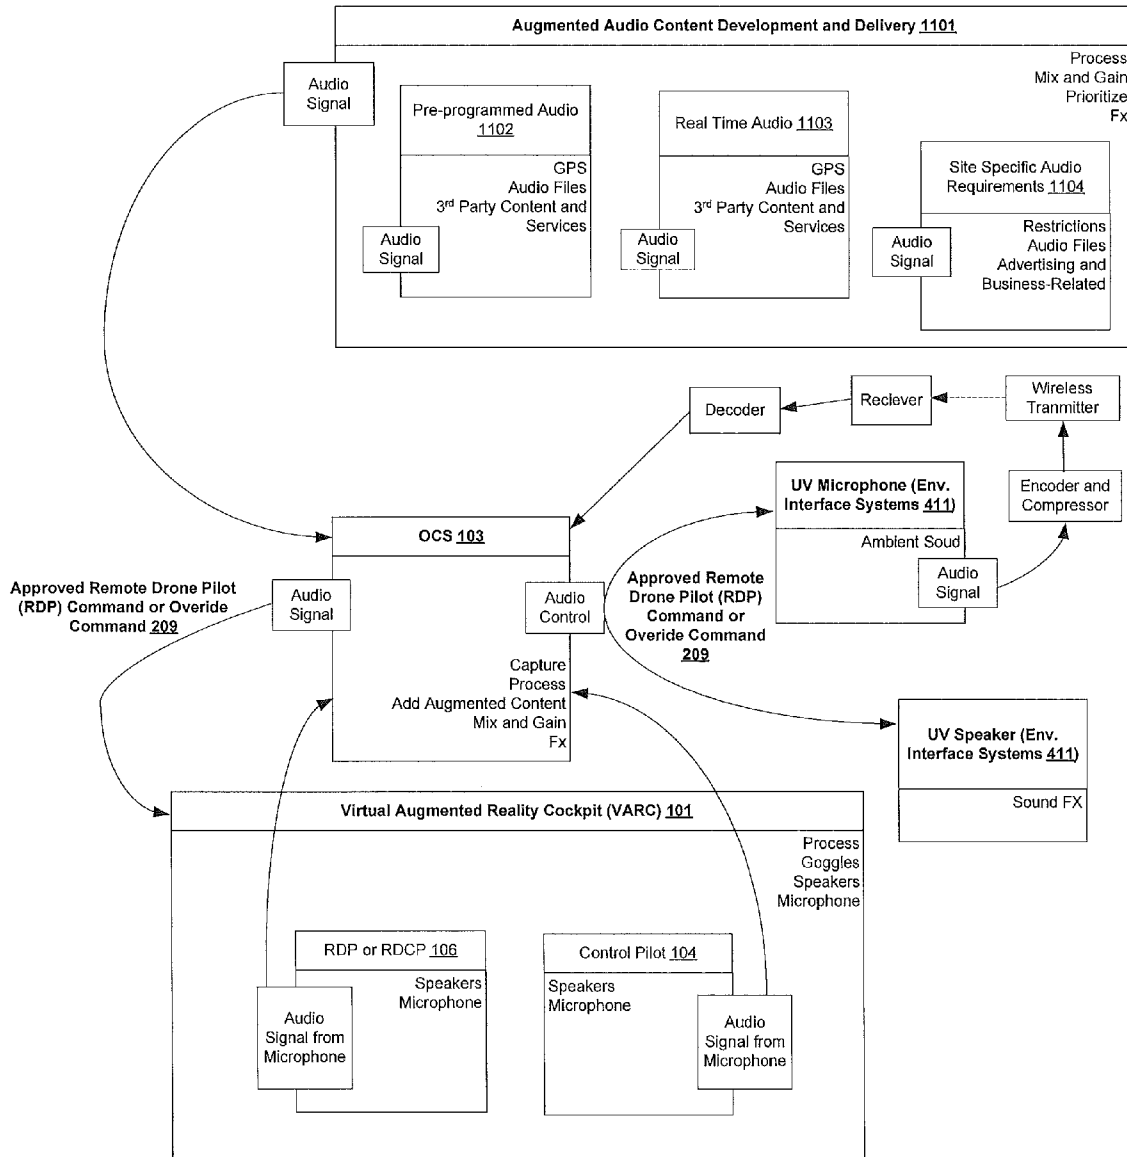 Augmented Audio Content Development and Delivery 1101
Process
Mix and Gain
Prioritize
Fx
Audio
Signal
Pre-programmed Audio
1102
GPS
Audio Files
3rd Party Content and
Services
Audio
Signal
Real Time Audio 1103
GPS
Audio Files
3rd Party Content and
Services
Audio
Signal
Site Specific Audio
Requirements 1104
Restrictions
Audio Files
Advertising and
Business-Related
Audio
Signal
Decoder
Reciever
Wireless
Tranmitter
Encoder and
Compressor
UV Microphone (Env.
Interface Systems 411)
Ambient Soud
Audio
Signal
OCS 103
Audio
Signal
Audio
Control
Capture
Process
Add Augmented Content
Mix and Gain
Fx
Approved Remote Drone Pilot
(RDP) Command or Overide
Command 209
Approved Remote
Drone Pilot (RDP)
Command or
Overide Command
209
UV Speaker (Env.
Interface Systems 411)
Sound FX
Virtual Augmented Reality Cockpit (VARC) 101
Process
Goggles
Speakers
Microphone
RDP or RDCP 106
Speakers
Microphone
Audio
Signal from
Microphone
Control Pilot 104
Speakers
Microphone
Audio
Signal from
Microphone